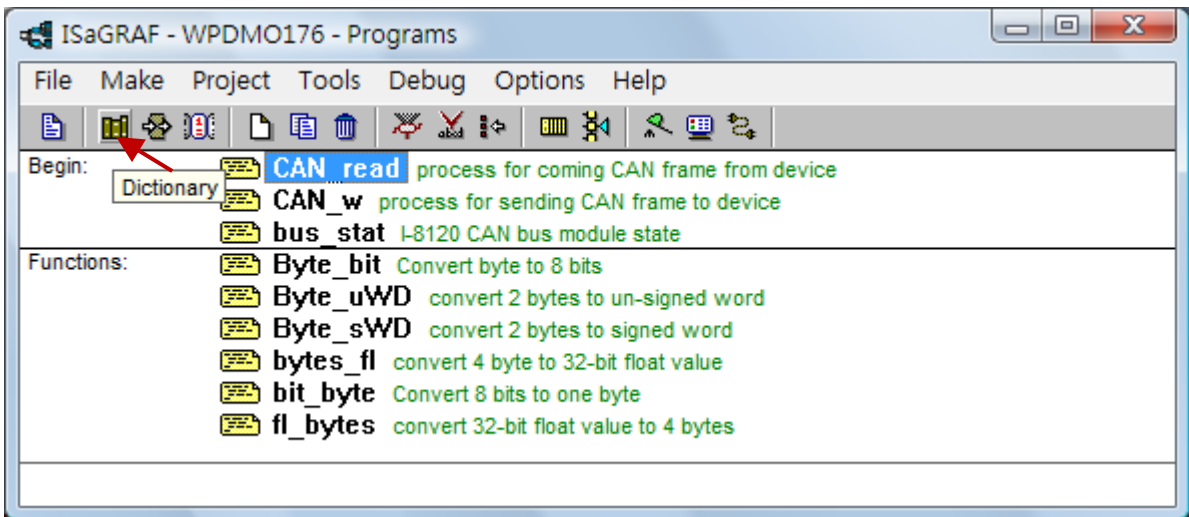 ISaGRAF - WPDMO176 - Programs
File Make Project Tools Debug Options Help
Begin: CAN_read process for coming CAN frame from device
Dictionary
CAN_w process for sending CAN frame to device
bus_stat I-8120 CAN bus module state
Functions: Byte_bit Convert byte to 8 bits
Byte_uWD convert 2 bytes to un-signed word
Byte_sWD convert 2 bytes to signed word
bytes_fl convert 4 byte to 32-bit float value
bit_byte Convert 8 bits to one byte
fl_bytes convert 32-bit float value to 4 bytes